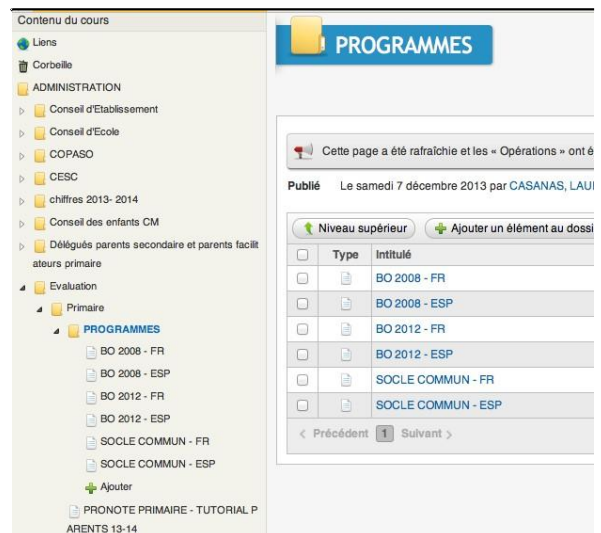 Contenu du cours
Liens
Corbeille
ADMINISTRATION
Conseil d'Etablissement
Conseil d'Ecole
COPASO
CESC
chiffres 2013- 2014
Conseil des enfants CM
Délégués parents secondaire et parents facilit
ateurs primaire
Evaluation
Primaire
PROGRAMMES
BO 2008 - FR
BO 2008 - ESP
BO 2012 - FR
BO 2012 - ESP
SOCLE COMMUN - FR
SOCLE COMMUN - ESP
Ajouter
PRONOTE PRIMAIRE - TUTORIAL P
ARENTS 13-14
PROGRAMMES
Cette page a été rafraîchie et les « Opérations » ont é
Publié Le samedi 7 décembre 2013 par CASANAS, LAU
Niveau supérieur Ajouter un élément au dossi
Type Intitulé
BO 2008 - FR
BO 2008 - ESP
BO 2012 - FR
BO 2012 - ESP
SOCLE COMMUN - FR
SOCLE COMMUN - ESP
< Précédent 1 Suivant >